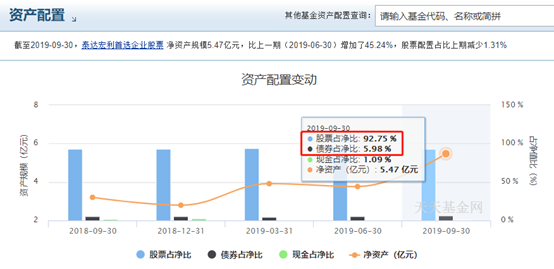 资产配置
其他基金资产配置查询: 请输入基金代码、名称或简拼
截至2019-09-30，泰达宏利首选企业股票 净资产规模5.47亿元，比上一期（2019-06-30）增加了45.24%，股票配置占比上期减少1.31%
资产配置变动
8
6
4
2
资产规模（亿元）
150 %
100 %
50 %
0 %
占净值比（%）
2019-09-30
股票占净比: 92.75 %
债券占净比: 5.98 %
现金占净比: 1.09 %
净资产（亿元）: 5.47 亿元
天天基金网
2018-09-30 2018-12-31 2019-03-31 2019-06-30 2019-09-30
股票占净比 债券占净比 现金占净比 净资产（亿元）